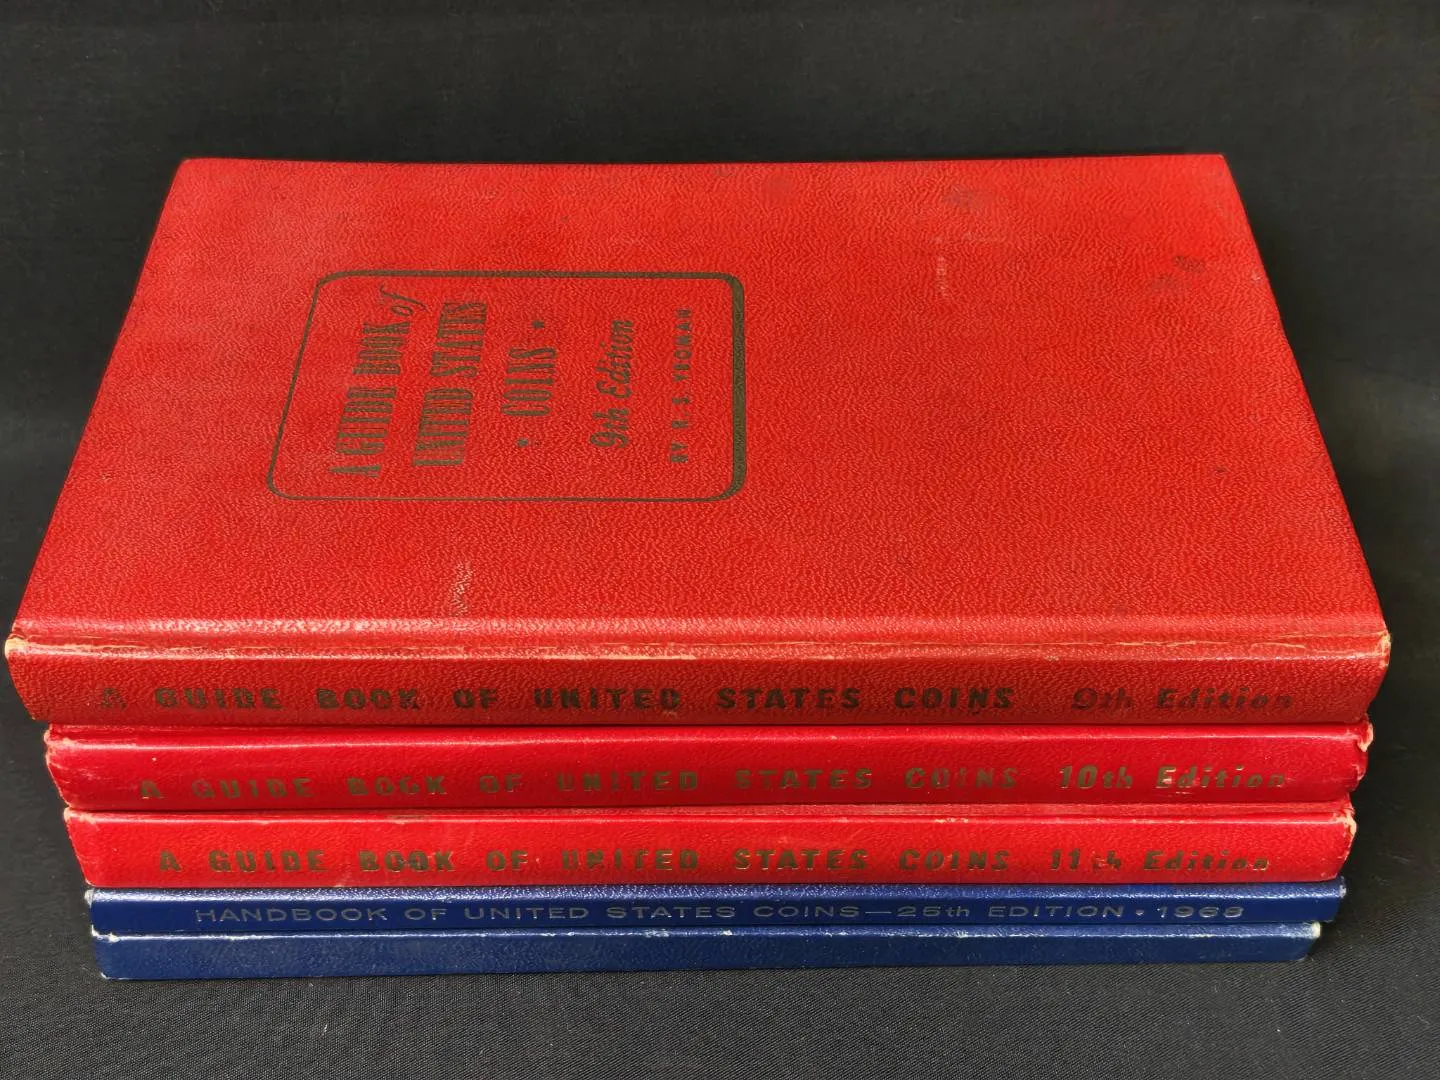 A GUIDE BOOK of
UNITED STATES
★ COINS ★
9th Edition
BY R. S. YEOMAN
A GUIDE BOOK OF UNITED STATES COINS 9th Edition
A GUIDE BOOK OF UNITED STATES COINS 10th Edition
A GUIDE BOOK OF UNITED STATES COINS 11th Edition
HANDBOOK OF UNITED STATES COINS—25th EDITION • 1968